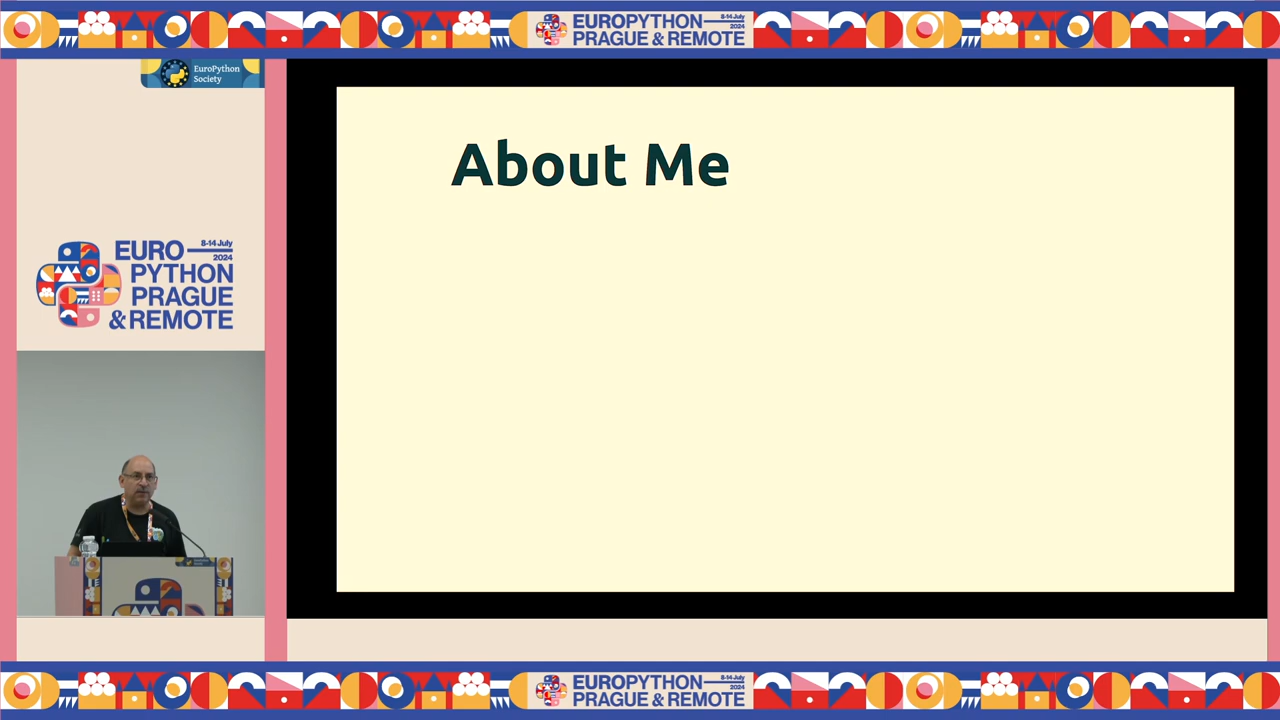 EUROPYTHON
8-14 July
2024
PRAGUE & REMOTE
EuroPython
Society
About Me
EURO
8-14 July
2024
PYTHON
PRAGUE
& REMOTE
EUROPYTHON
8-14 July
2024
PRAGUE & REMOTE